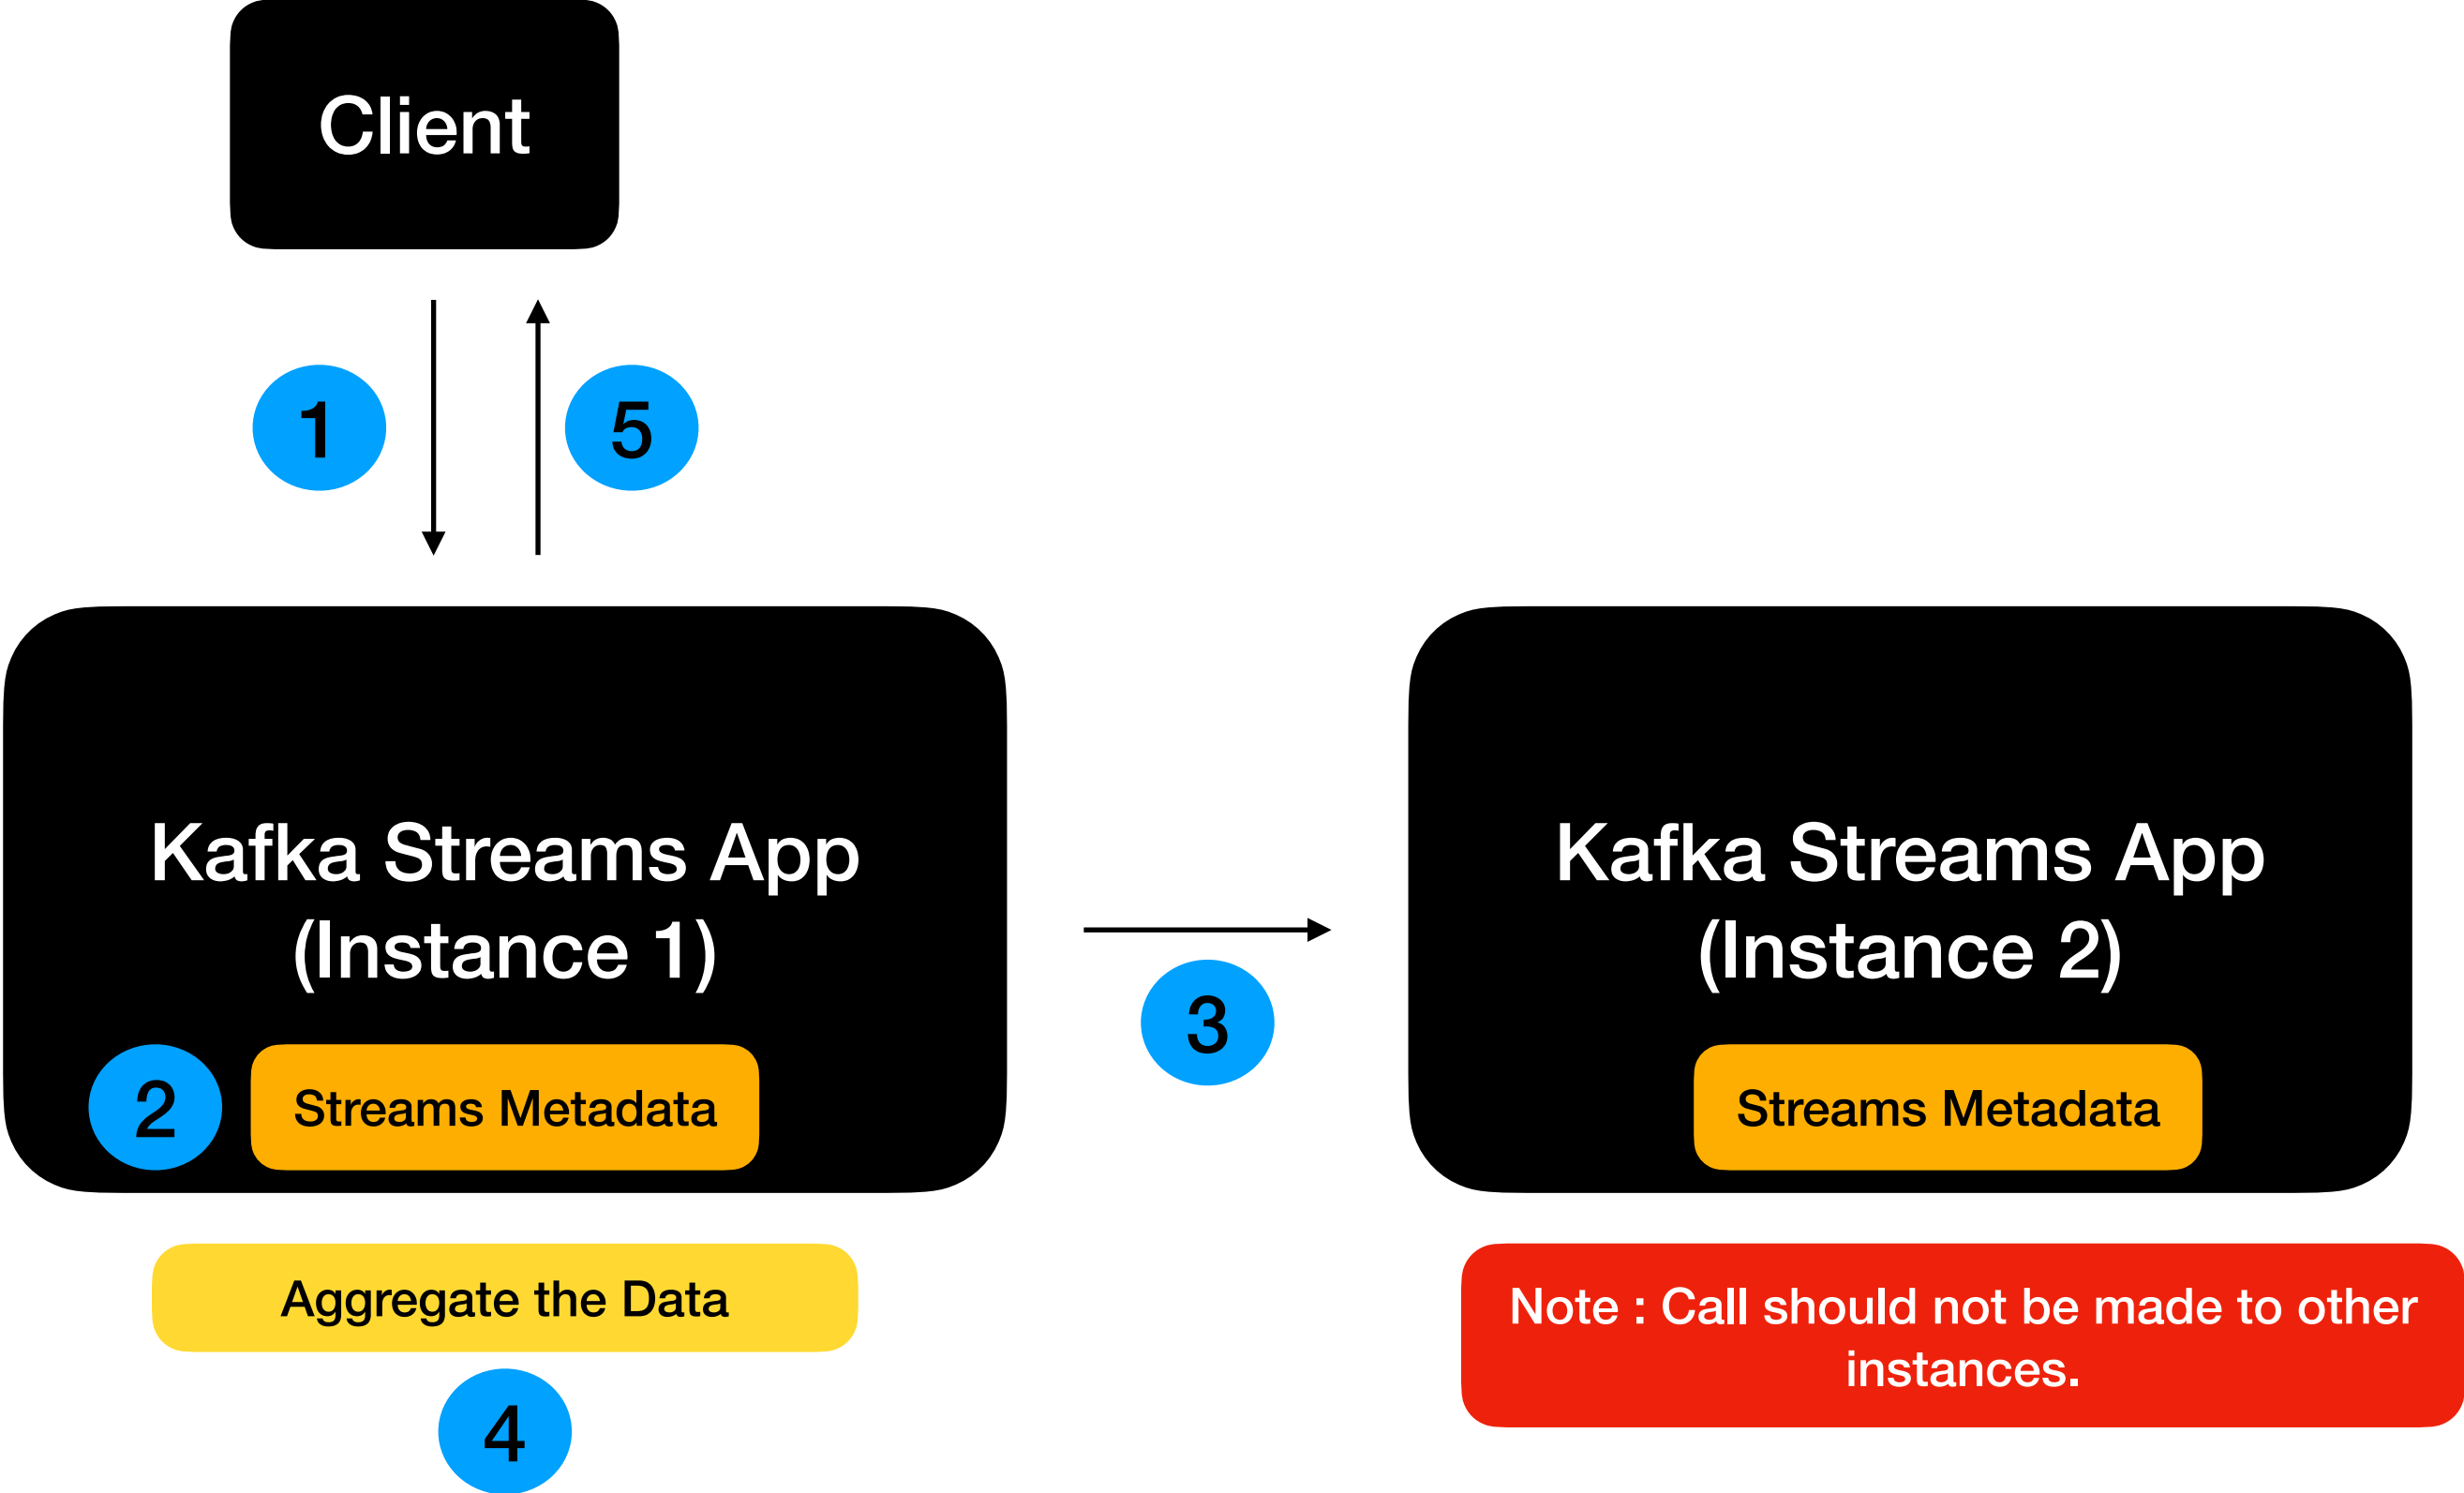 Client
1
5
Kafka Streams App
(Instance 1)
2
Streams Metadata
3
Kafka Streams App
(Instance 2)
Streams Metadata
Aggregate the Data
4
Note : Call should not be made to other
instances.